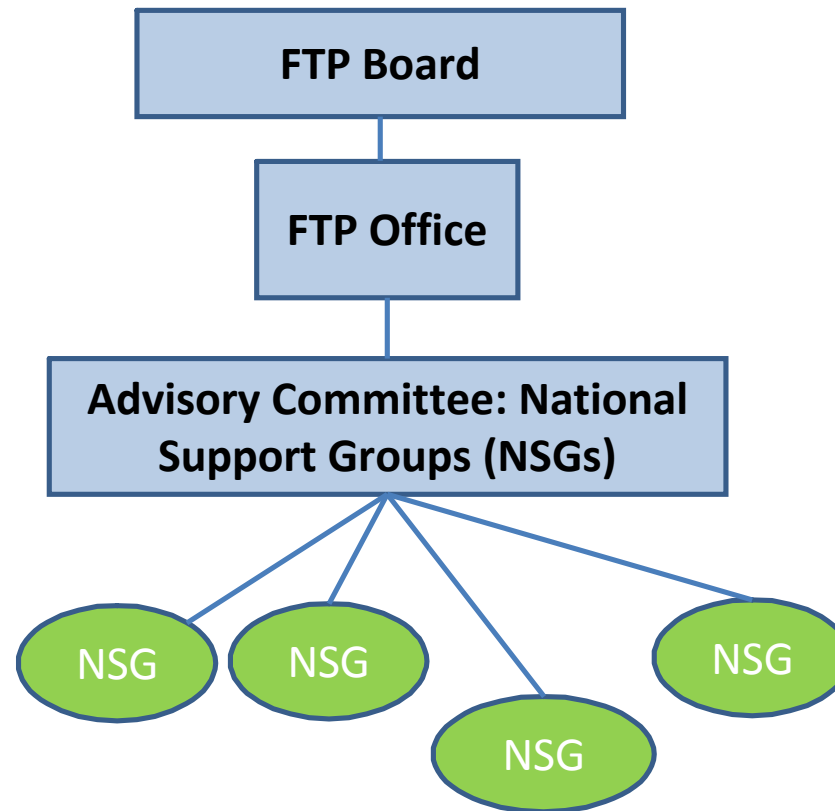 FTP Board
FTP Office
Advisory Committee: National
Support Groups (NSGs)
NSG
NSG
NSG
NSG